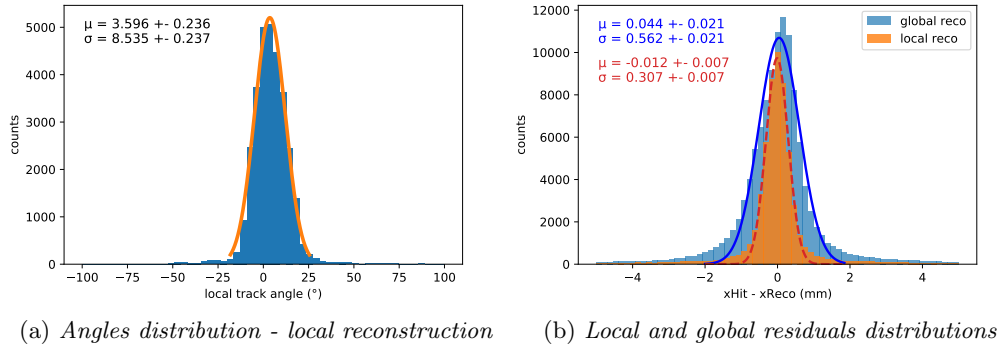 μ = 3.596 +- 0.236
σ = 8.535 +- 0.237
counts
5000
4000
3000
2000
1000
0
−100 −75 −50 −25 0 25 50 75 100
local track angle (°)
(a) Angles distribution - local reconstruction
μ = 0.044 +- 0.021
σ = 0.562 +- 0.021
μ = -0.012 +- 0.007
σ = 0.307 +- 0.007
global reco
local reco
counts
12000
10000
8000
6000
4000
2000
0
−4 −2 0 2 4
xHit - xReco (mm)
(b) Local and global residuals distributions